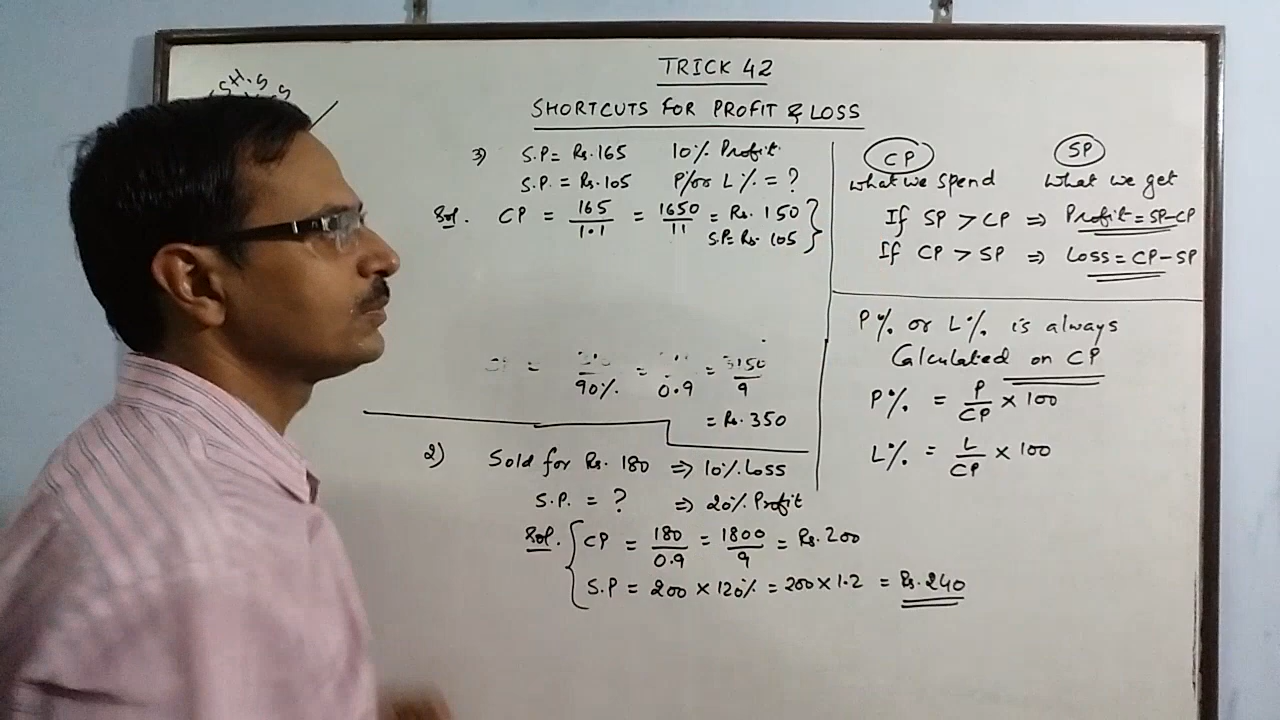 TRICK 42
SHORTCUTS FOR PROFIT & LOSS
3) S.P = Rs. 165 10% Profit
S.P. = Rs. 105 P/or L% = ?
Sol. CP = 165/1.1 = 1650/11 = Rs. 150
S.P = Rs. 105
= 90% = 0.9 = 3150/9
= Rs. 350
2) Sold for Rs. 180 ⇒ 10% Loss
S.P. = ? ⇒ 20% Profit
Sol. CP = 180/0.9 = 1800/9 = Rs. 200
S.P = 200 × 120% = 200 × 1.2 = Rs. 240
CP SP
What we spend What we get
If SP > CP ⇒ Profit = SP-CP
If CP > SP ⇒ Loss = CP-SP
P% or L% is always
Calculated on CP
P% = P/CP × 100
L% = L/CP × 100